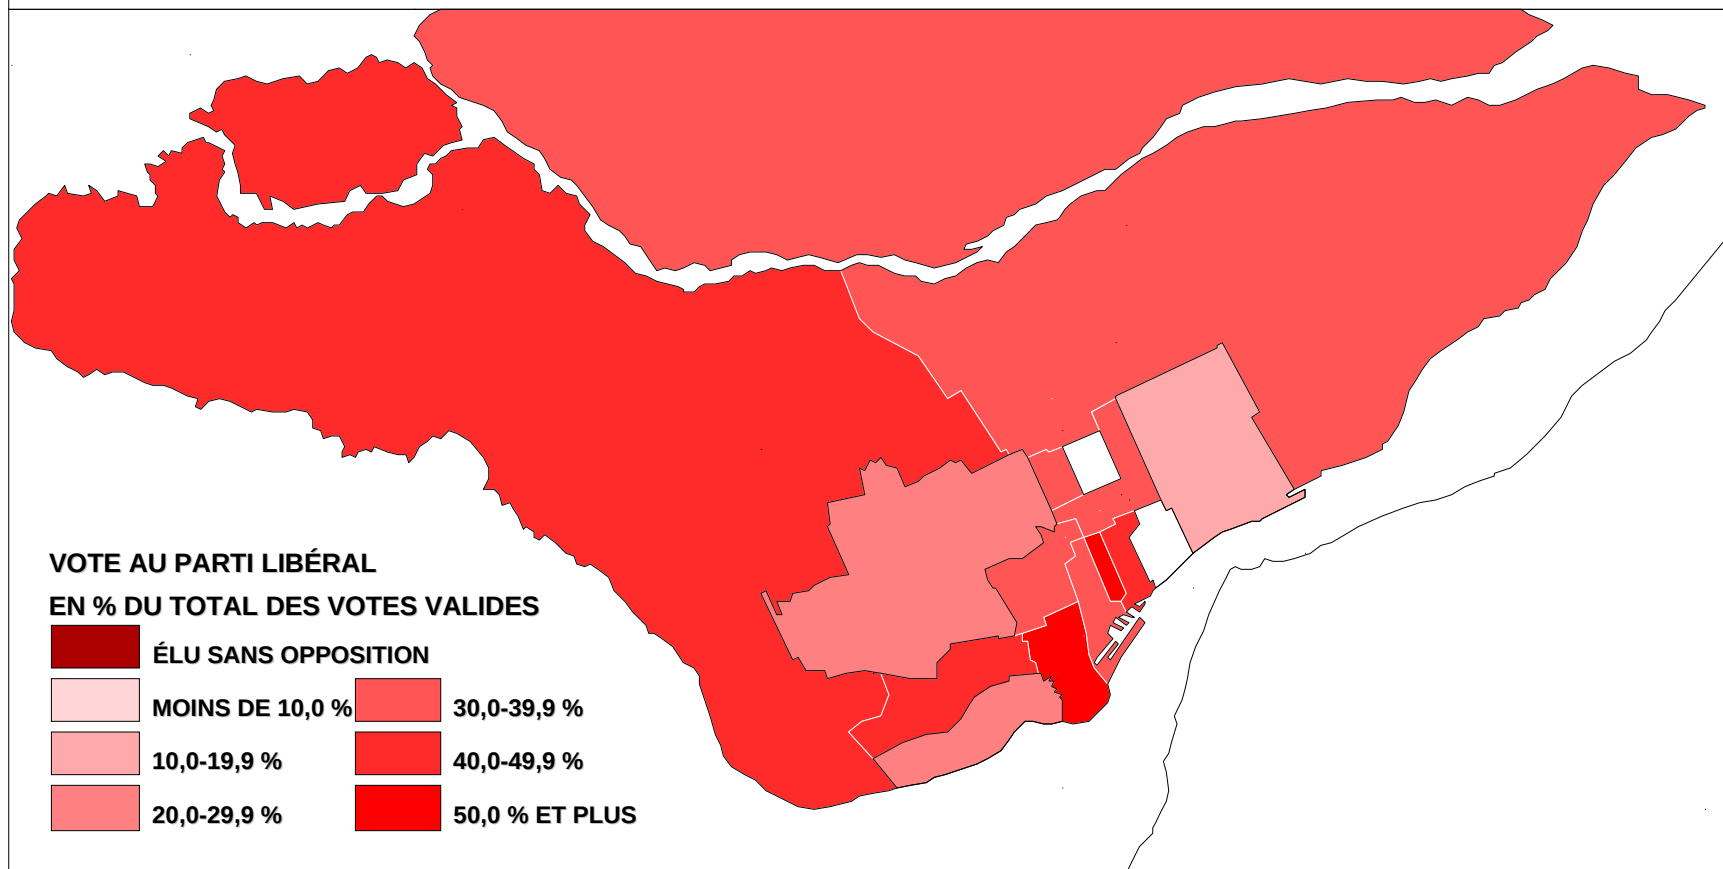 VOTE AU PARTI LIBÉRAL
EN % DU TOTAL DES VOTES VALIDES
ÉLU SANS OPPOSITION
MOINS DE 10,0 %
10,0-19,9 %
20,0-29,9 %
30,0-39,9 %
40,0-49,9 %
50,0 % ET PLUS